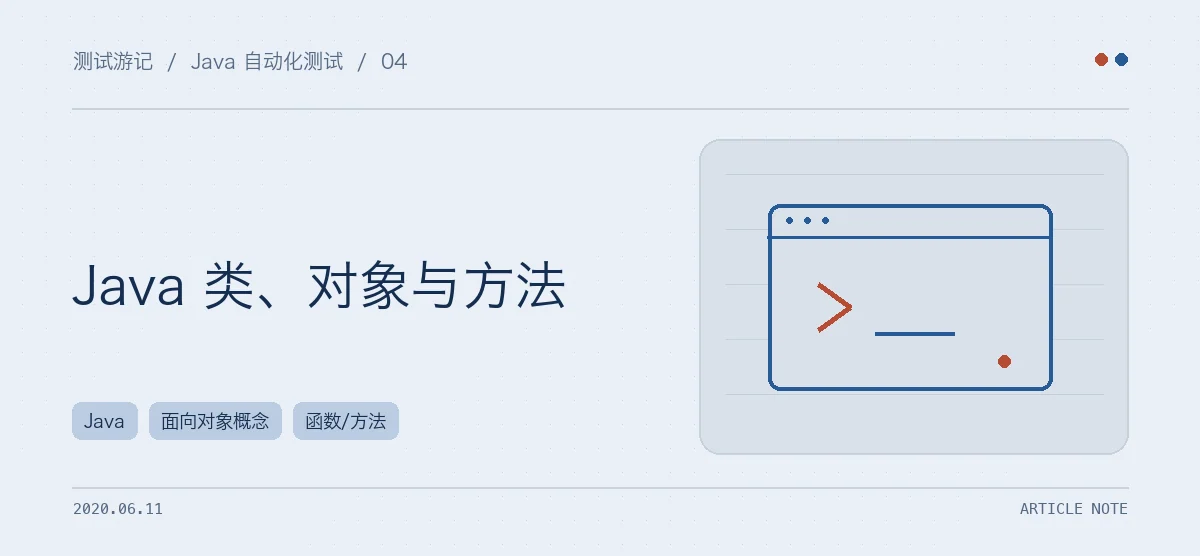 测试游记 / Java 自动化测试 / 04
Java 类、对象与方法
Java 面向对象概念 函数/方法
2020.06.11 ARTICLE NOTE